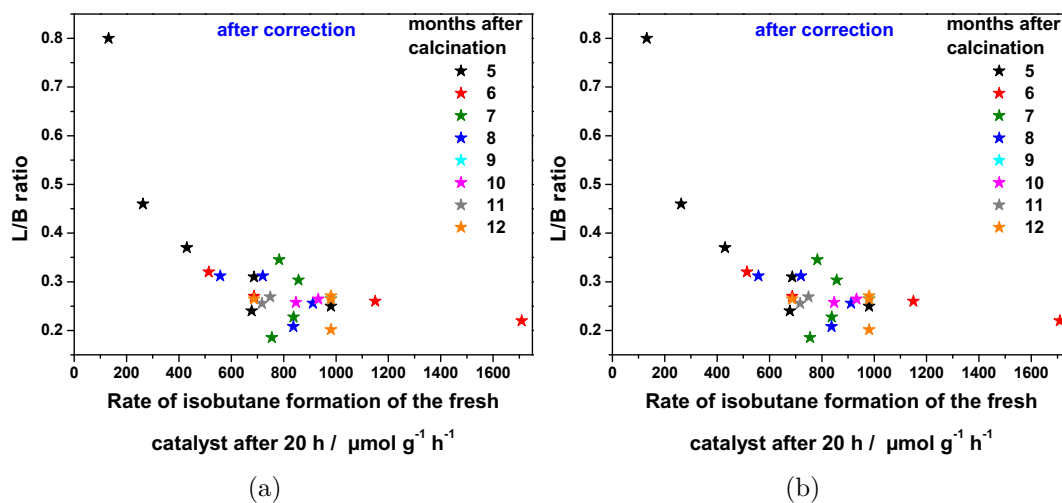 after correction
months after
calcination
5
6
7
8
9
10
11
12
L/B ratio
0.8
0.7
0.6
0.5
0.4
0.3
0.2
0 200 400 600 800 1000 1200 1400 1600
Rate of isobutane formation of the fresh
catalyst after 20 h / µmol g⁻¹ h⁻¹
(a)
after correction
months after
calcination
5
6
7
8
9
10
11
12
L/B ratio
0.8
0.7
0.6
0.5
0.4
0.3
0.2
0 200 400 600 800 1000 1200 1400 1600
Rate of isobutane formation of the fresh
catalyst after 20 h / µmol g⁻¹ h⁻¹
(b)